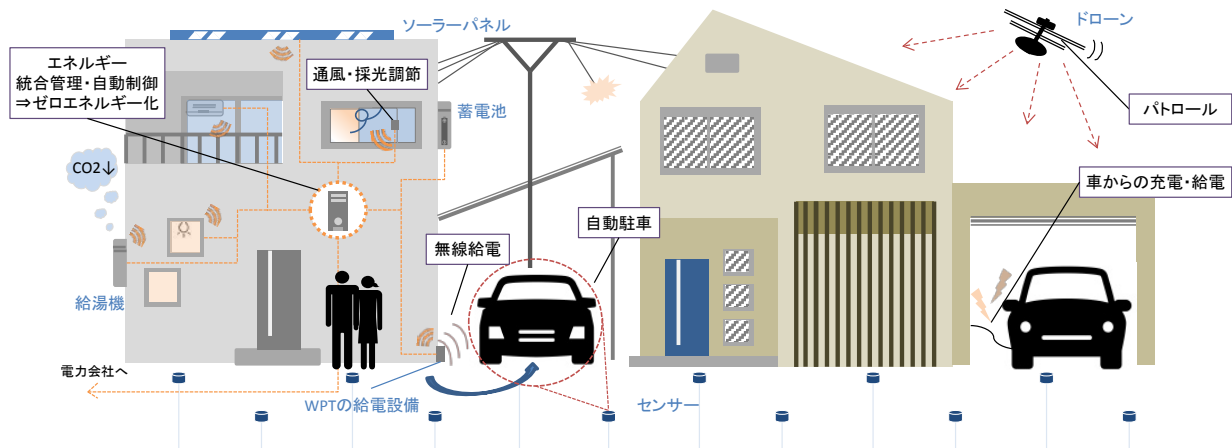 ソーラーパネル
ドローン
エネルギー
統合管理・自動制御
⇒ゼロエネルギー化
通風・採光調節
蓄電池
パトロール
CO2↓
車からの充電・給電
自動駐車
無線給電
給湯機
電力会社へ
WPTの給電設備
センサー